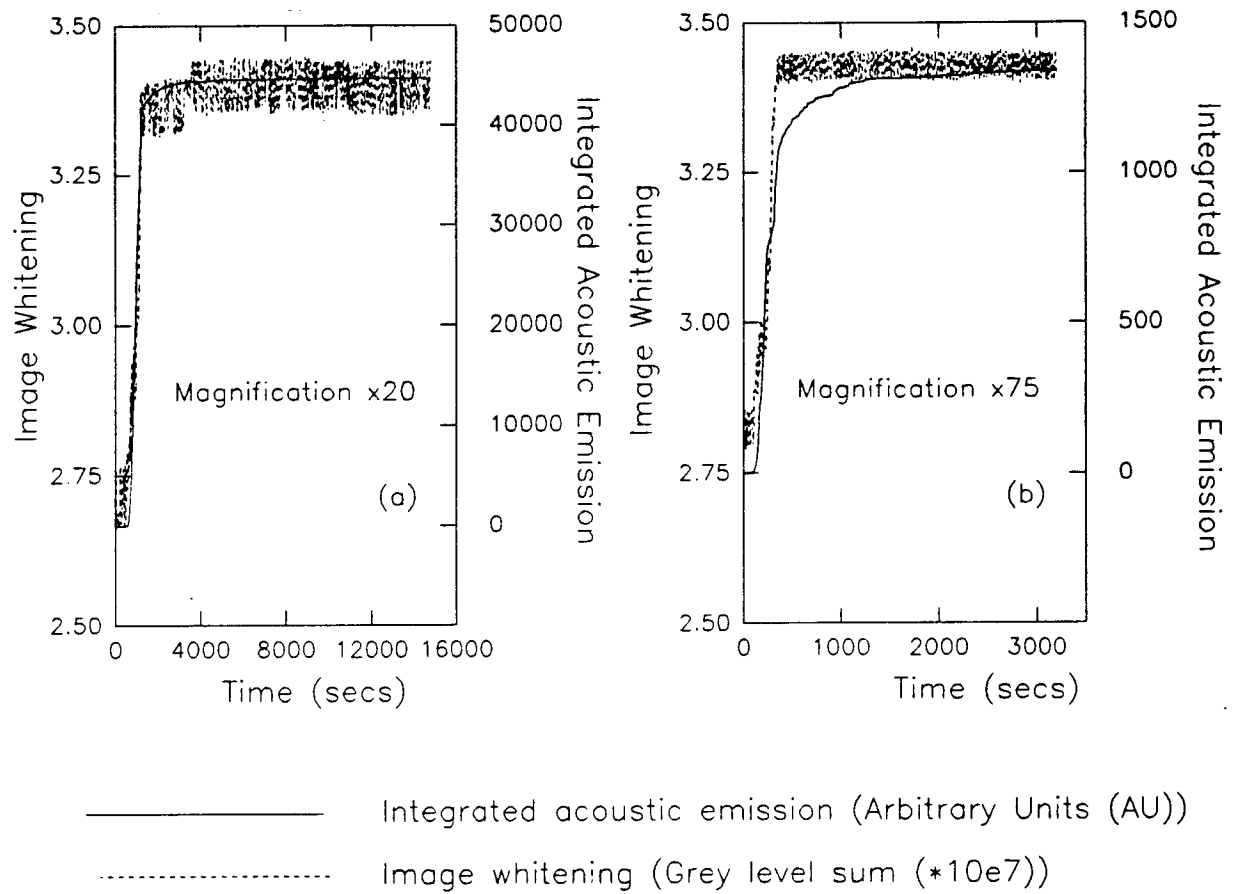 3.50
3.25
3.00
2.75
2.50
Image Whitening
0
4000
8000
12000
16000
Time (secs)
50000
40000
30000
20000
10000
0
Integrated Acoustic Emission
Magnification x20
(a)
3.50
3.25
3.00
2.75
2.50
Image Whitening
0
1000
2000
3000
Time (secs)
1500
1000
500
0
Integrated Acoustic Emission
Magnification x75
(b)
Integrated acoustic emission (Arbitrary Units (AU))
Image whitening (Grey level sum (*10e7))